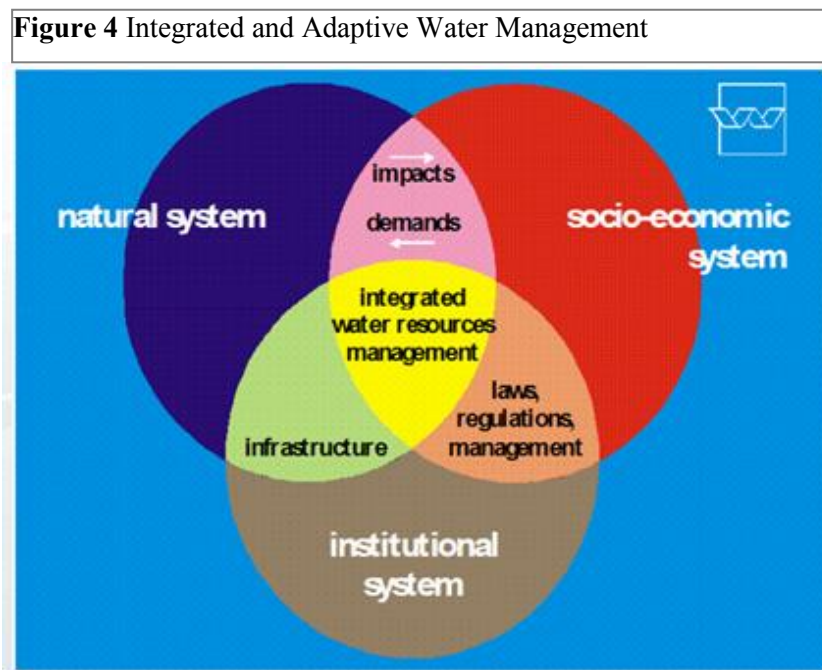 Figure 4 Integrated and Adaptive Water Management
impacts
natural system
demands
socio-economic
system
integrated
water resources
management
laws,
regulations,
management
infrastructure
institutional
system